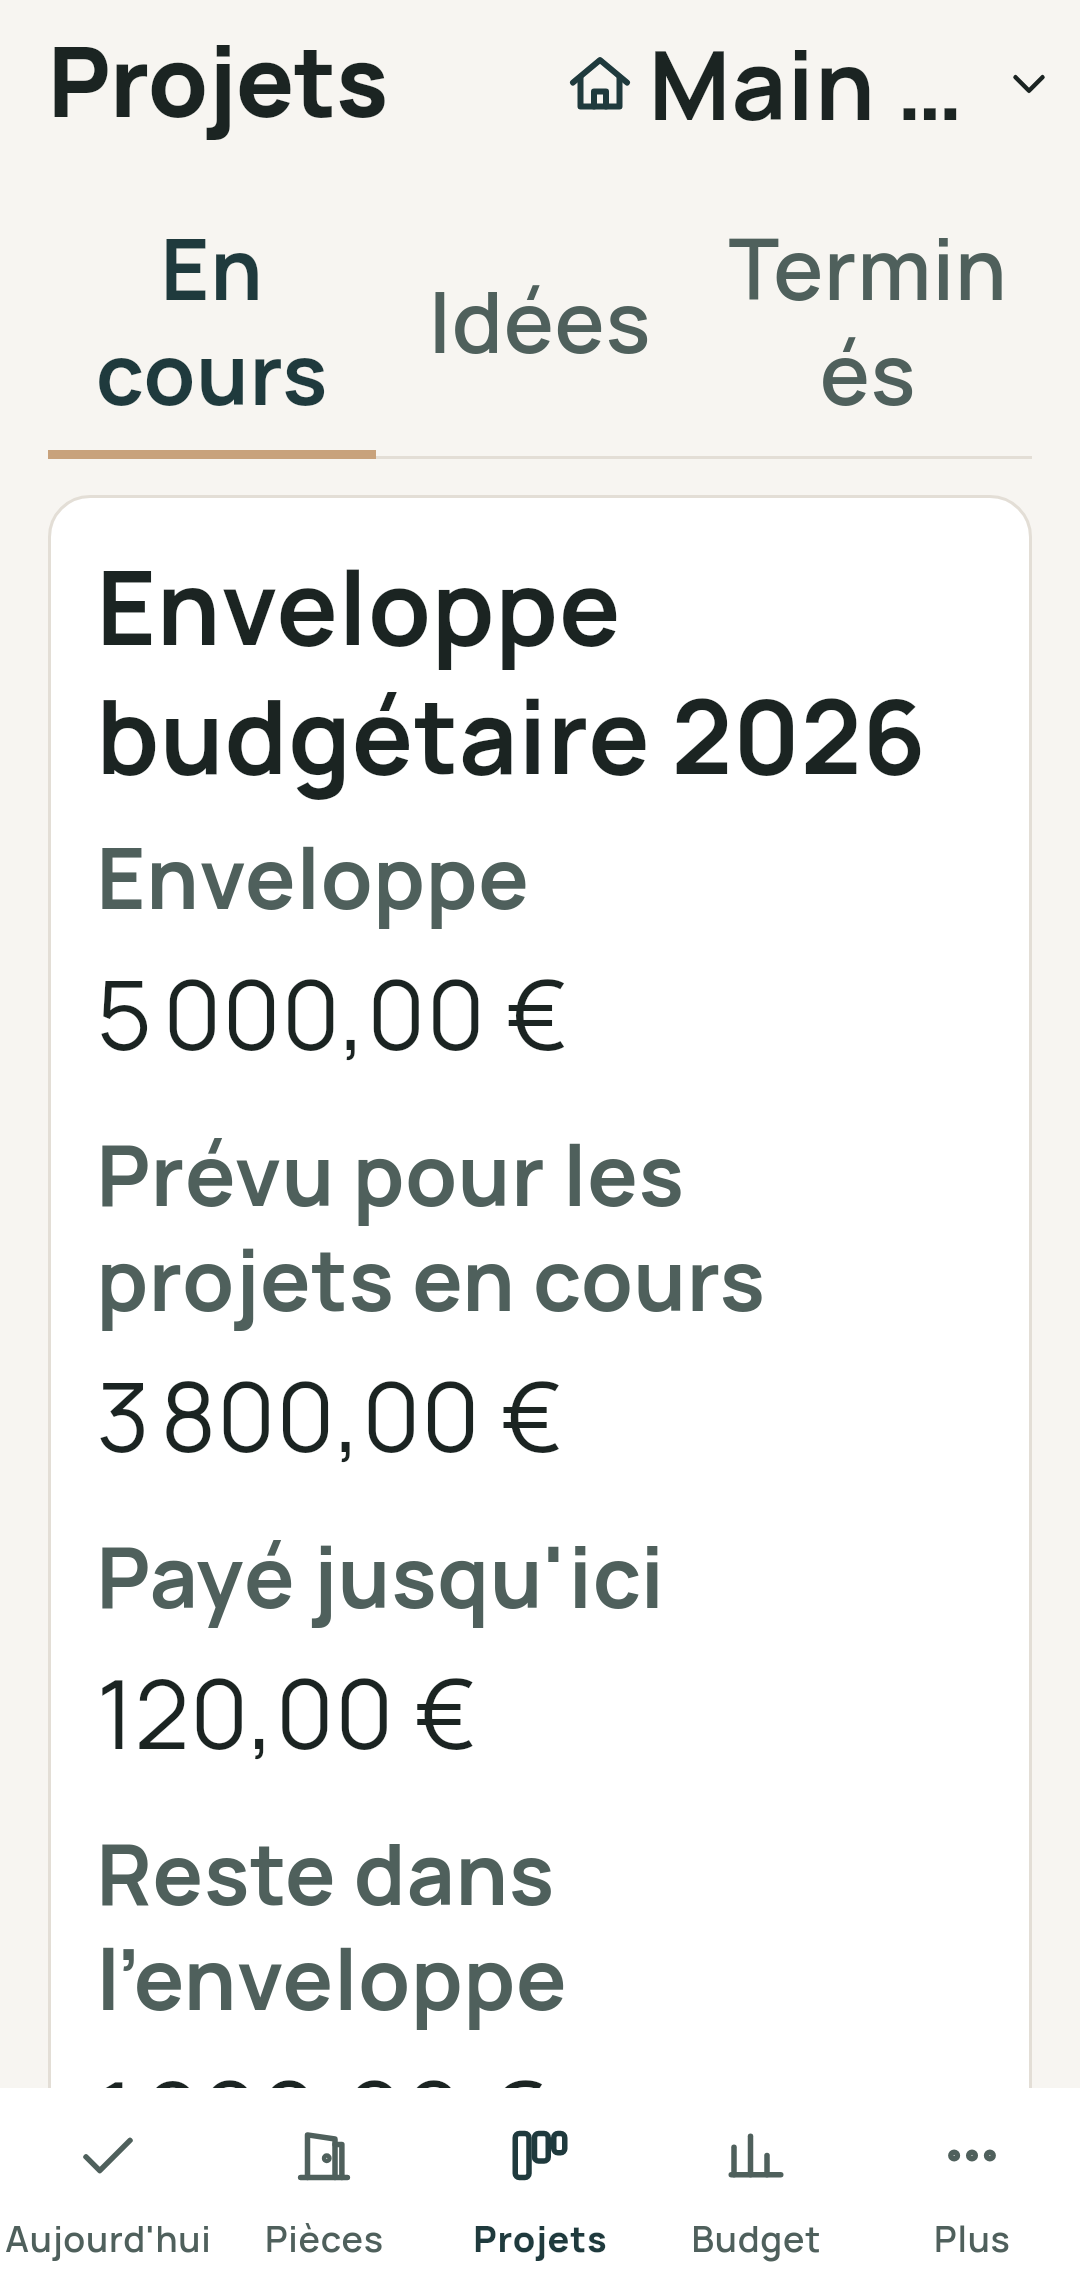 Projets
Main ...
En
cours
Idées
Termin
és
Enveloppe
budgétaire 2026
Enveloppe
5 000,00 €
Prévu pour les
projets en cours
3 800,00 €
Payé jusqu'ici
120,00 €
Reste dans
l’enveloppe
Aujourd'hui
Pièces
Projets
Budget
Plus